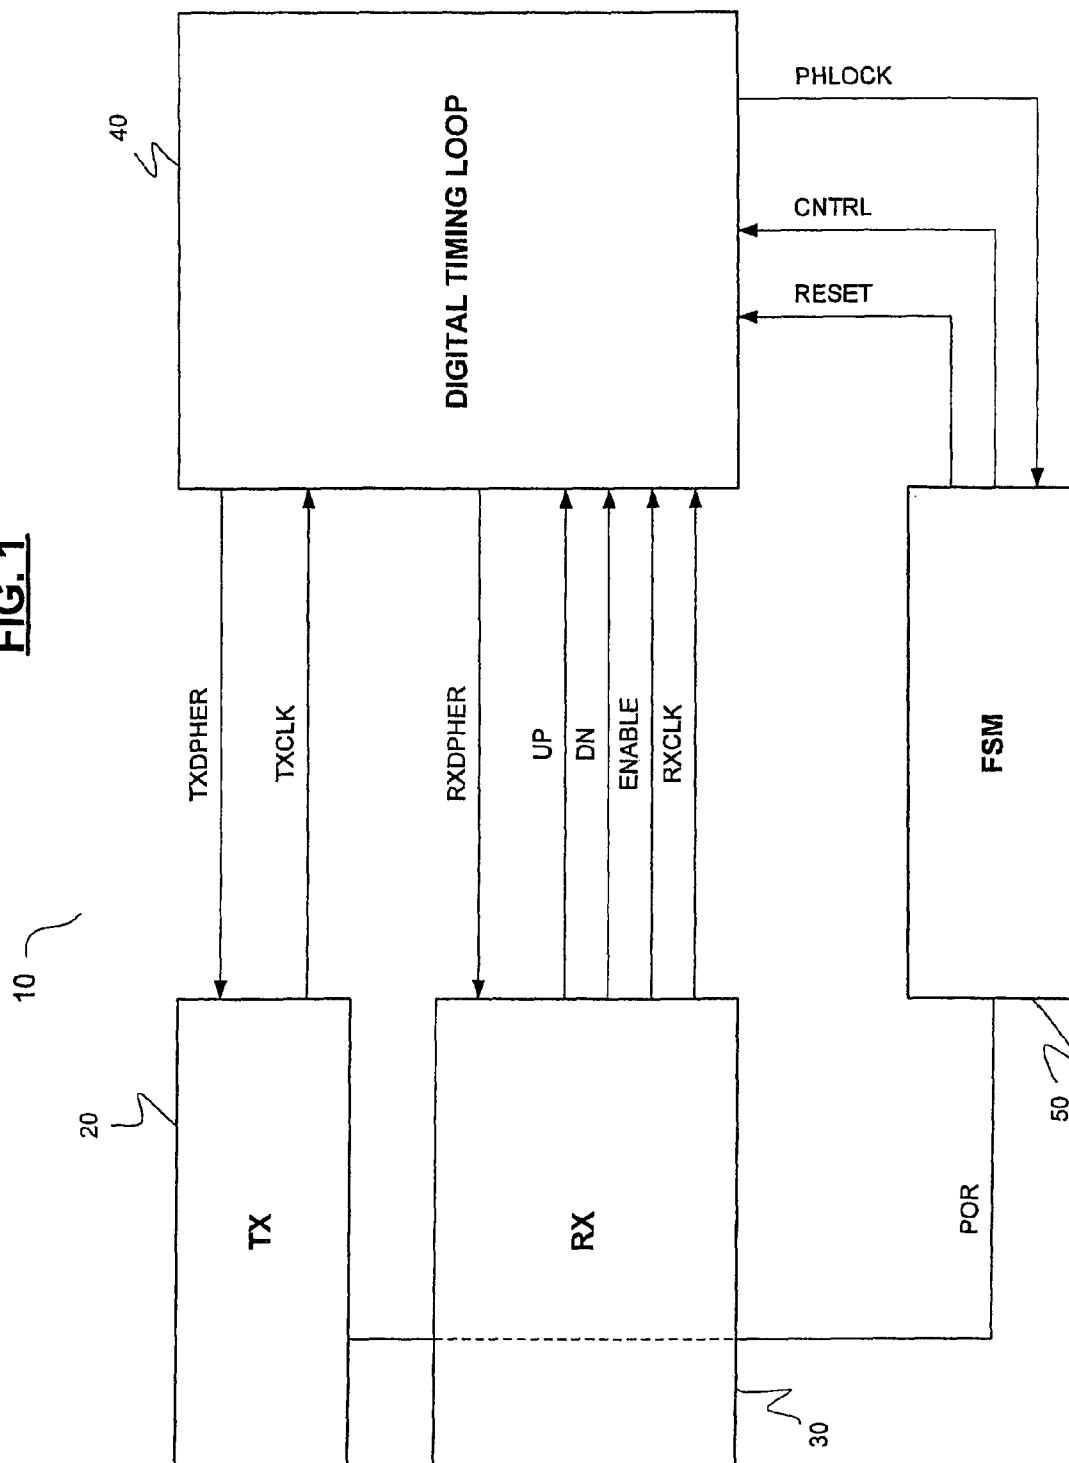 FIG. 1
10
20
TX
30
RX
40
DIGITAL TIMING LOOP
50
FSM
TXDPHER
TXCLK
RXDPHER
UP
DN
ENABLE
RXCLK
PHLOCK
CNTRL
RESET
POR